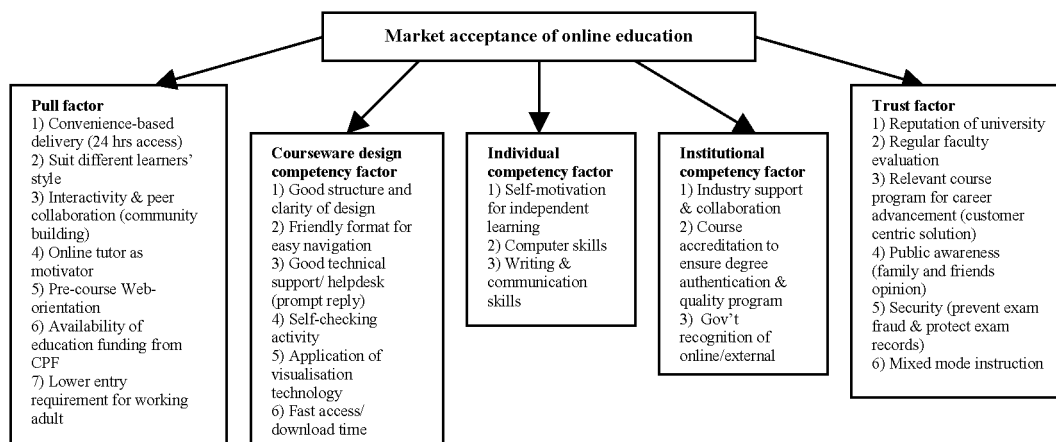 Market acceptance of online education
Pull factor
1) Convenience-based
delivery (24 hrs access)
2) Suit different learners’
style
3) Interactivity & peer
collaboration (community
building)
4) Online tutor as
motivator
5) Pre-course Web-
orientation
6) Availability of
education funding from
CPF
7) Lower entry
requirement for working
adult
Courseware design
competency factor
1) Good structure and
clarity of design
2) Friendly format for
easy navigation
3) Good technical
support/ helpdesk
(prompt reply)
4) Self-checking
activity
5) Application of
visualisation
technology
6) Fast access/
download time
Individual
competency factor
1) Self-motivation
for independent
learning
2) Computer skills
3) Writing &
communication
skills
Institutional
competency factor
1) Industry support
& collaboration
2) Course
accreditation to
ensure degree
authentication &
quality program
3) Gov’t
recognition of
online/external
Trust factor
1) Reputation of university
2) Regular faculty
evaluation
3) Relevant course
program for career
advancement (customer
centric solution)
4) Public awareness
(family and friends
opinion)
5) Security (prevent exam
fraud & protect exam
records)
6) Mixed mode instruction